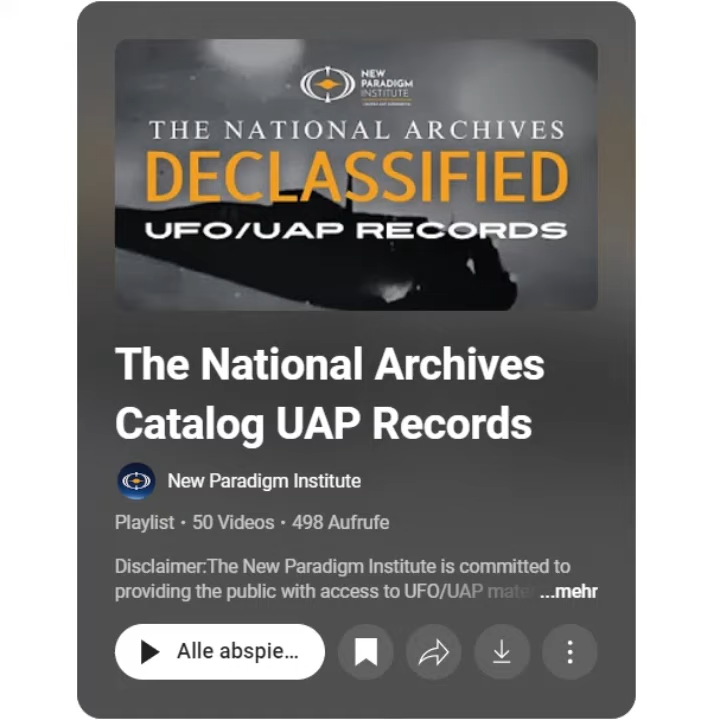 NEW
PARADIGM
INSTITUTE
THE NATIONAL ARCHIVES
DECLASSIFIED
UFO/UAP RECORDS
The National Archives
Catalog UAP Records
New Paradigm Institute
Playlist • 50 Videos • 498 Aufrufe
Disclaimer:The New Paradigm Institute is committed to
providing the public with access to UFO/UAP mate ...mehr
Alle abspie...